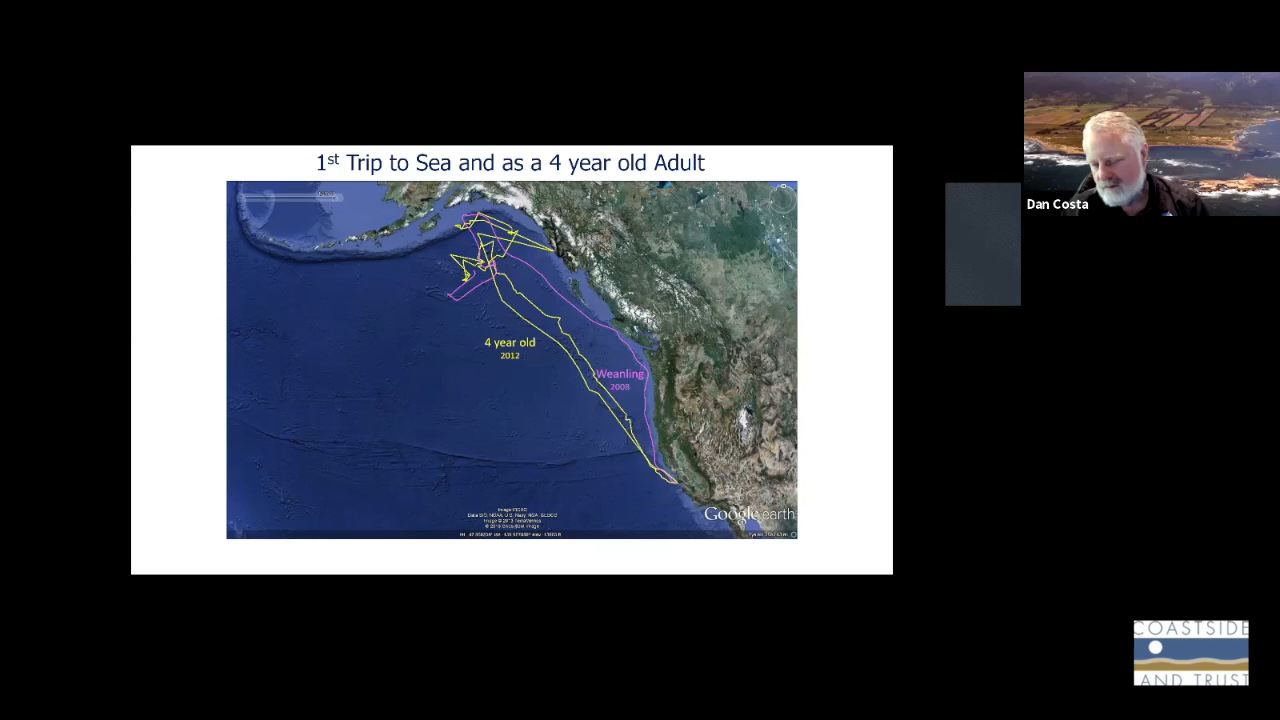 1st Trip to Sea and as a 4 year old Adult
4 year old
2012
Weanling
2008
Google earth
Dan Costa
COASTSIDE
AND TRUST